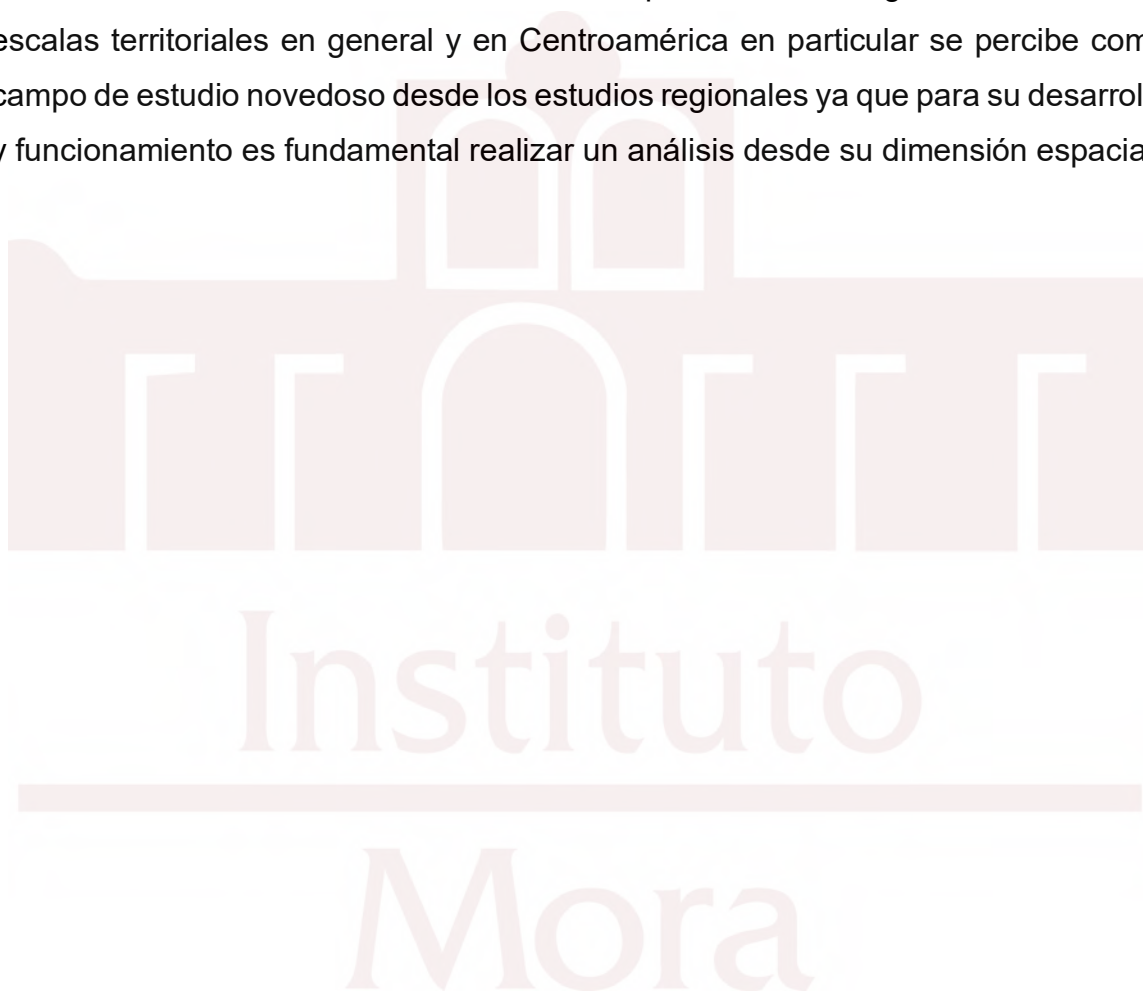 escalas territoriales en general y en Centroamérica en particular se percibe com
campo de estudio novedoso desde los estudios regionales ya que para su desarrol
y funcionamiento es fundamental realizar un análisis desde su dimensión espacia
Instituto
Mora